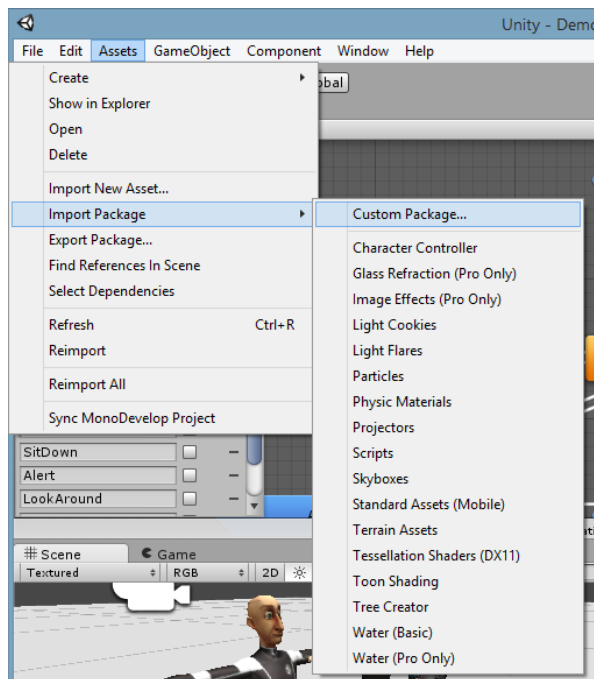 Unity - Demo
File Edit Assets GameObject Component Window Help
Create
Show in Explorer
Open
Delete
Import New Asset...
Import Package
Export Package...
Find References In Scene
Select Dependencies
Refresh Ctrl+R
Reimport
Reimport All
Sync MonoDevelop Project
Custom Package...
Character Controller
Glass Refraction (Pro Only)
Image Effects (Pro Only)
Light Cookies
Light Flares
Particles
Physic Materials
Projectors
Scripts
Skyboxes
Standard Assets (Mobile)
Terrain Assets
Tessellation Shaders (DX11)
Toon Shading
Tree Creator
Water (Basic)
Water (Pro Only)
SitDown
Alert
LookAround
Scene Game
Textured RGB 2D